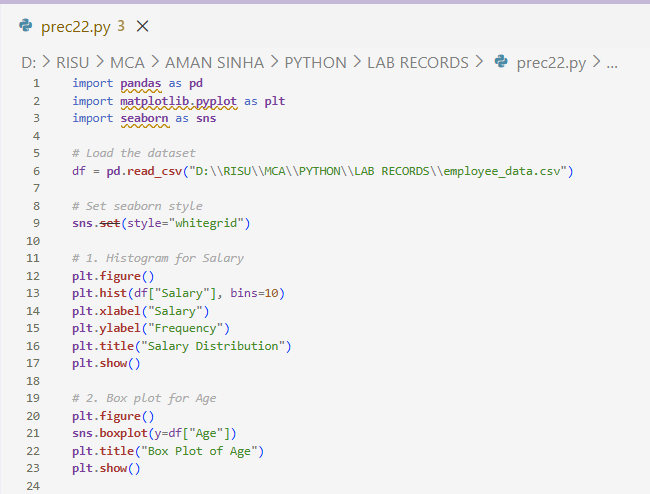 prec22.py 3 ×
D: > RISU > MCA > AMAN SINHA > PYTHON > LAB RECORDS > prec22.py > ...
1 import pandas as pd
2 import matplotlib.pyplot as plt
3 import seaborn as sns
4
5 # Load the dataset
6 df = pd.read_csv("D:\\RISU\\MCA\\PYTHON\\LAB RECORDS\\employee_data.csv")
7
8 # Set seaborn style
9 sns.set(style="whitegrid")
10
11 # 1. Histogram for Salary
12 plt.figure()
13 plt.hist(df["Salary"], bins=10)
14 plt.xlabel("Salary")
15 plt.ylabel("Frequency")
16 plt.title("Salary Distribution")
17 plt.show()
18
19 # 2. Box plot for Age
20 plt.figure()
21 sns.boxplot(y=df["Age"])
22 plt.title("Box Plot of Age")
23 plt.show()
24